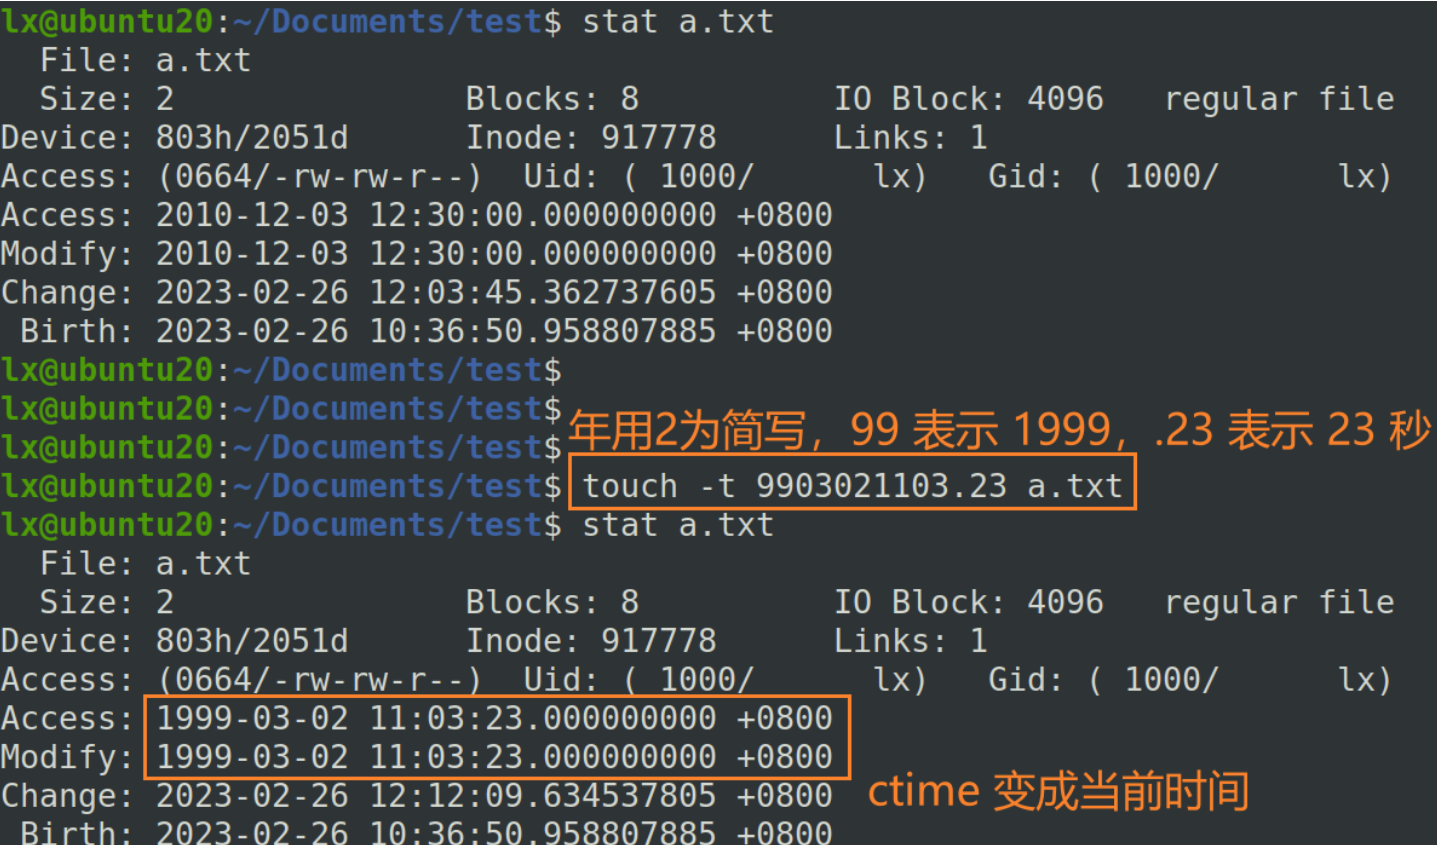 lx@ubuntu20:~/Documents/test$ stat a.txt
  File: a.txt
  Size: 2               Blocks: 8          IO Block: 4096   regular file
Device: 803h/2051d      Inode: 917778      Links: 1
Access: (0664/-rw-rw-r--)  Uid: ( 1000/      lx)   Gid: ( 1000/      lx)
Access: 2010-12-03 12:30:00.000000000 +0800
Modify: 2010-12-03 12:30:00.000000000 +0800
Change: 2023-02-26 12:03:45.362737605 +0800
 Birth: 2023-02-26 10:36:50.958807885 +0800
lx@ubuntu20:~/Documents/test$
lx@ubuntu20:~/Documents/test$
年用2为简写，99 表示 1999，.23 表示 23 秒
lx@ubuntu20:~/Documents/test$
lx@ubuntu20:~/Documents/test$ touch -t 9903021103.23 a.txt
lx@ubuntu20:~/Documents/test$ stat a.txt
  File: a.txt
  Size: 2               Blocks: 8          IO Block: 4096   regular file
Device: 803h/2051d      Inode: 917778      Links: 1
Access: (0664/-rw-rw-r--)  Uid: ( 1000/      lx)   Gid: ( 1000/      lx)
Access: 1999-03-02 11:03:23.000000000 +0800
Modify: 1999-03-02 11:03:23.000000000 +0800
Change: 2023-02-26 12:12:09.634537805 +0800 ctime 变成当前时间
 Birth: 2023-02-26 10:36:50.958807885 +0800